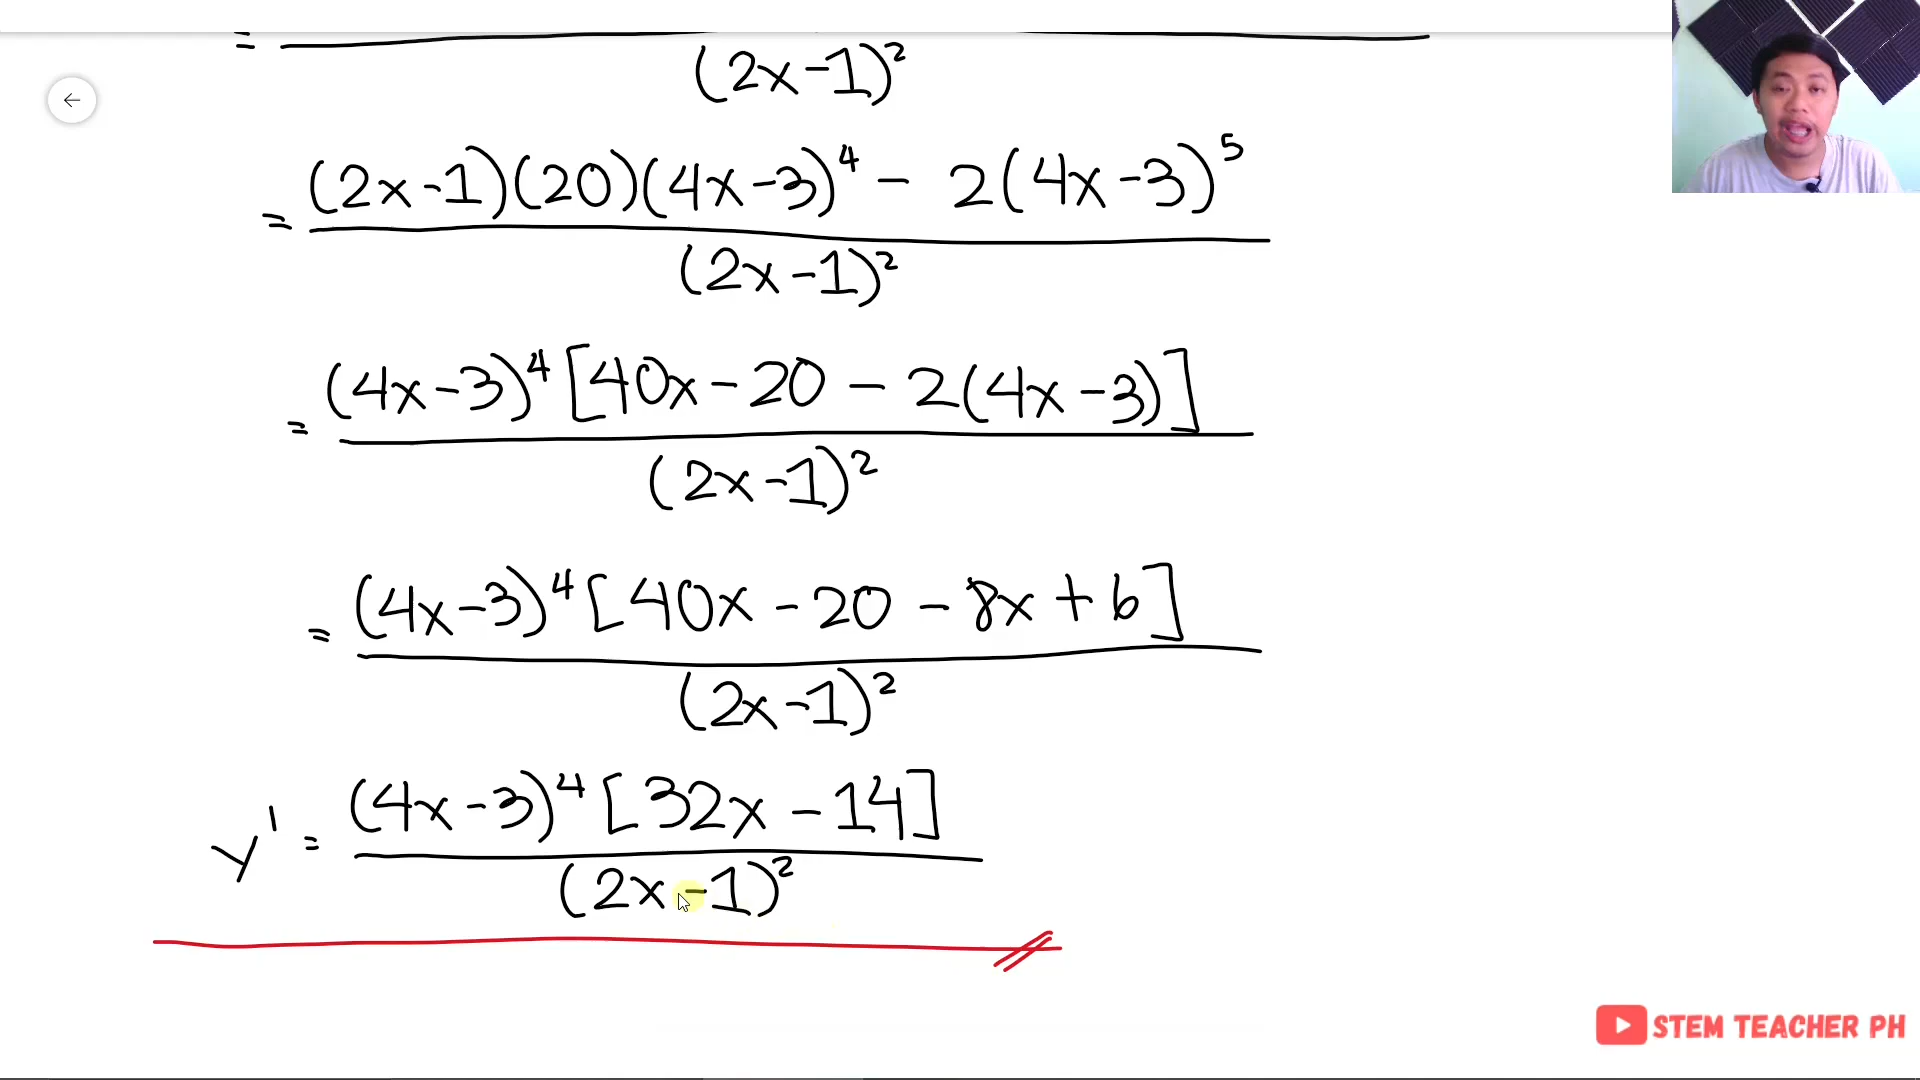 = ____ / (2x-1)²
= (2x-1)(20)(4x-3)⁴ - 2(4x-3)⁵ / (2x-1)²
= (4x-3)⁴[40x-20-2(4x-3)] / (2x-1)²
= (4x-3)⁴[40x-20-8x+6] / (2x-1)²
y' = (4x-3)⁴[32x-14] / (2x-1)²
STEM TEACHER PH